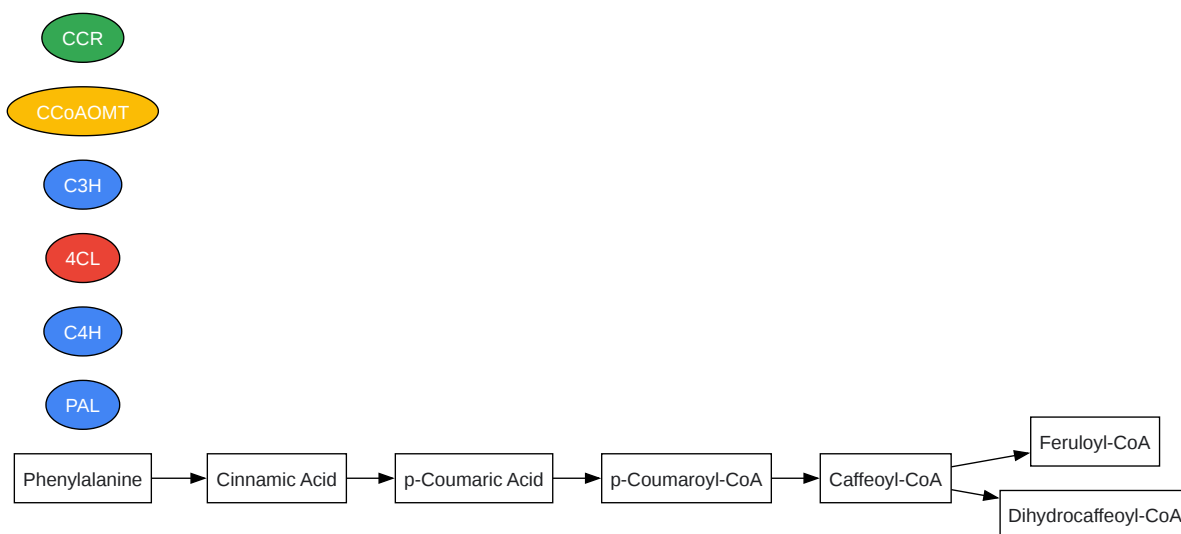 CCR
CCoAOMT
C3H
4CL
C4H
PAL
Phenylalanine
Cinnamic Acid
p-Coumaric Acid
p-Coumaroyl-CoA
Caffeoyl-CoA
Feruloyl-CoA
Dihydrocaffeoyl-CoA